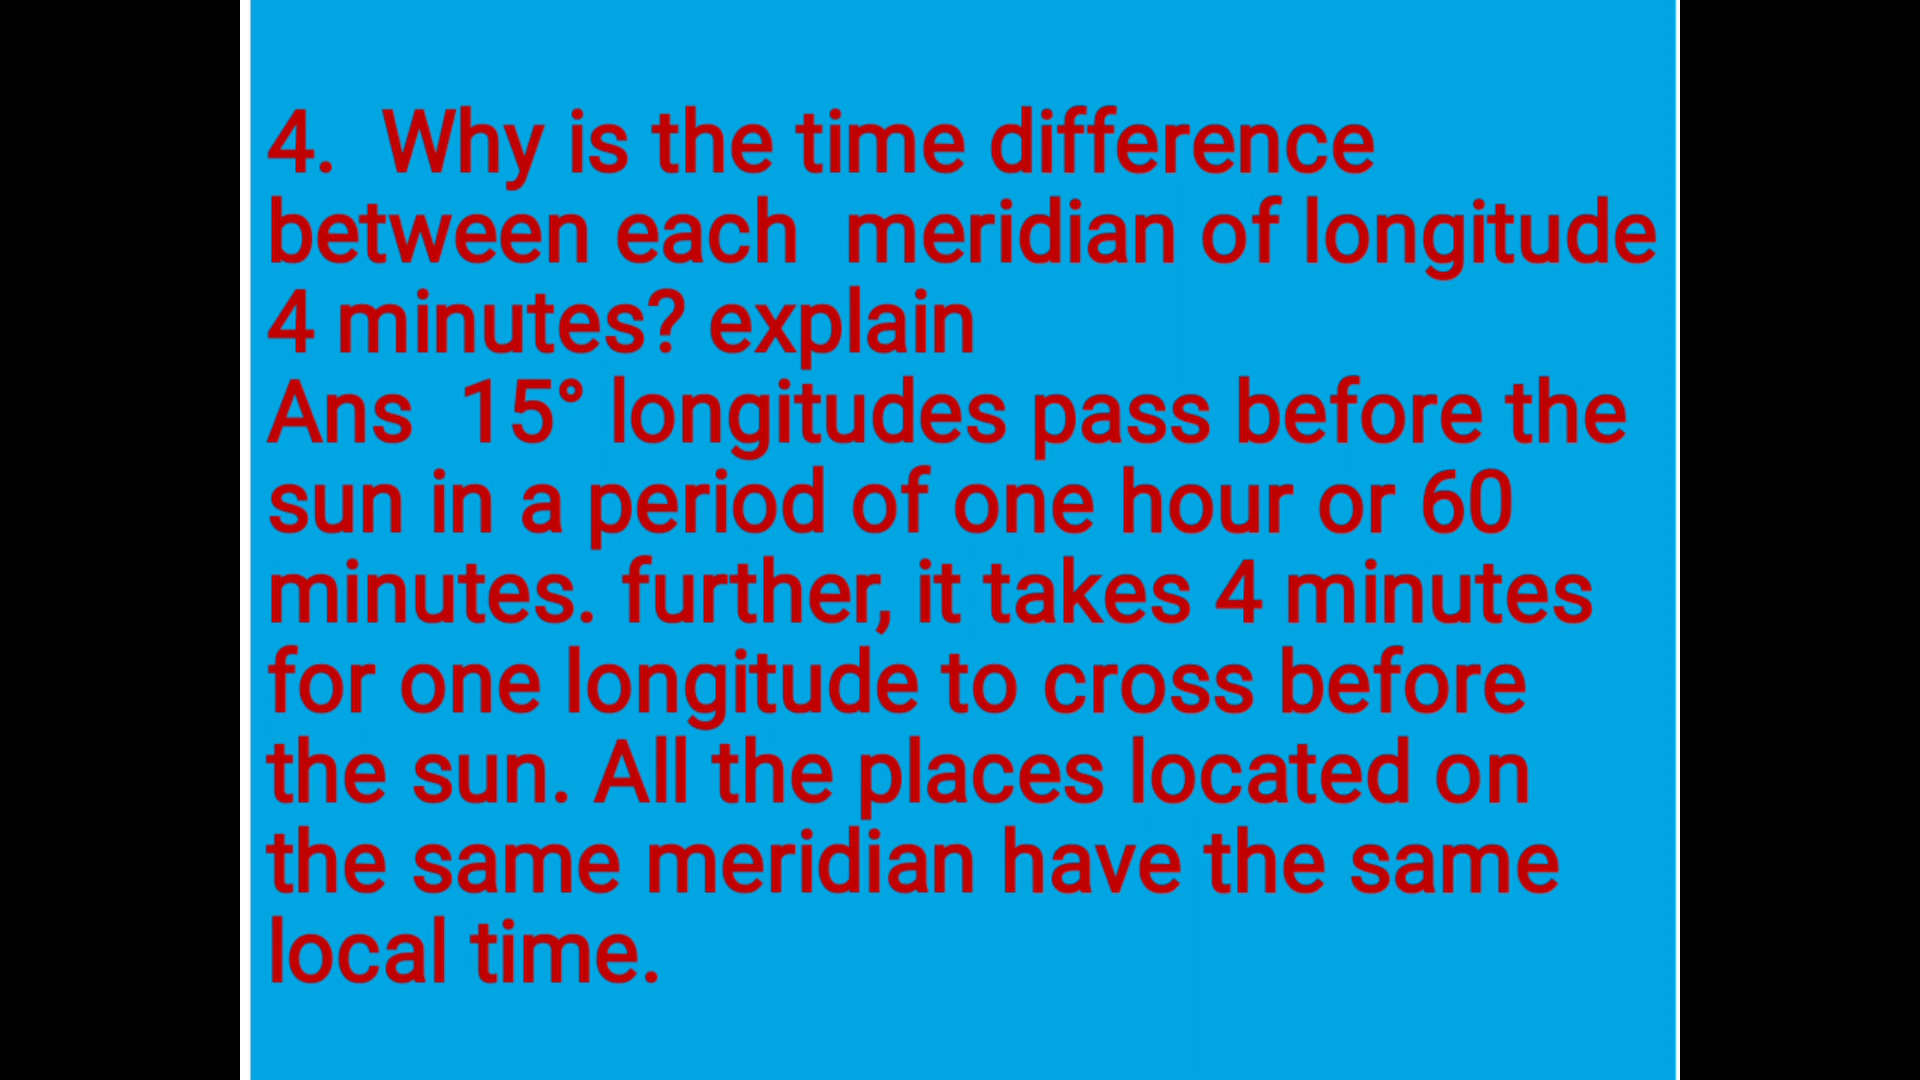 4.  Why is the time difference
between each  meridian of longitude
4 minutes? explain
Ans  15° longitudes pass before the
sun in a period of one hour or 60
minutes. further, it takes 4 minutes
for one longitude to cross before
the sun. All the places located on
the same meridian have the same
local time.